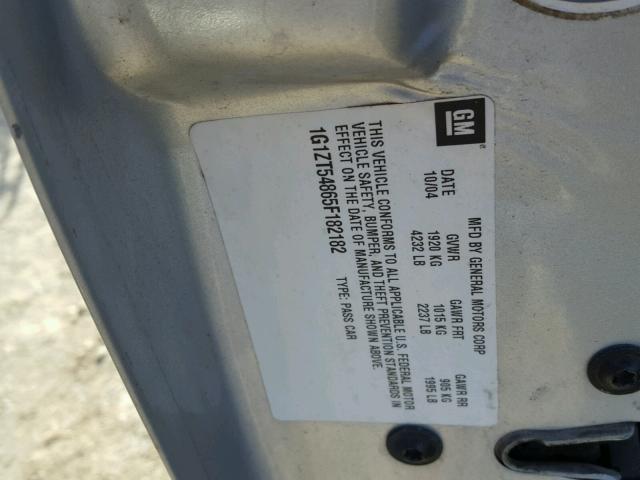 GM
MFD BY GENERAL MOTORS CORP
DATE GVWR GAWR FRT GAWR RR
10/04 1920 KG 1015 KG 905 KG
4232 LB 2237 LB 1995 LB
THIS VEHICLE CONFORMS TO ALL APPLICABLE U.S. FEDERAL MOTOR
VEHICLE SAFETY, BUMPER, AND THEFT PREVENTION STANDARDS IN
EFFECT ON THE DATE OF MANUFACTURE SHOWN ABOVE.
1G1ZT54865F182182 TYPE: PASS CAR